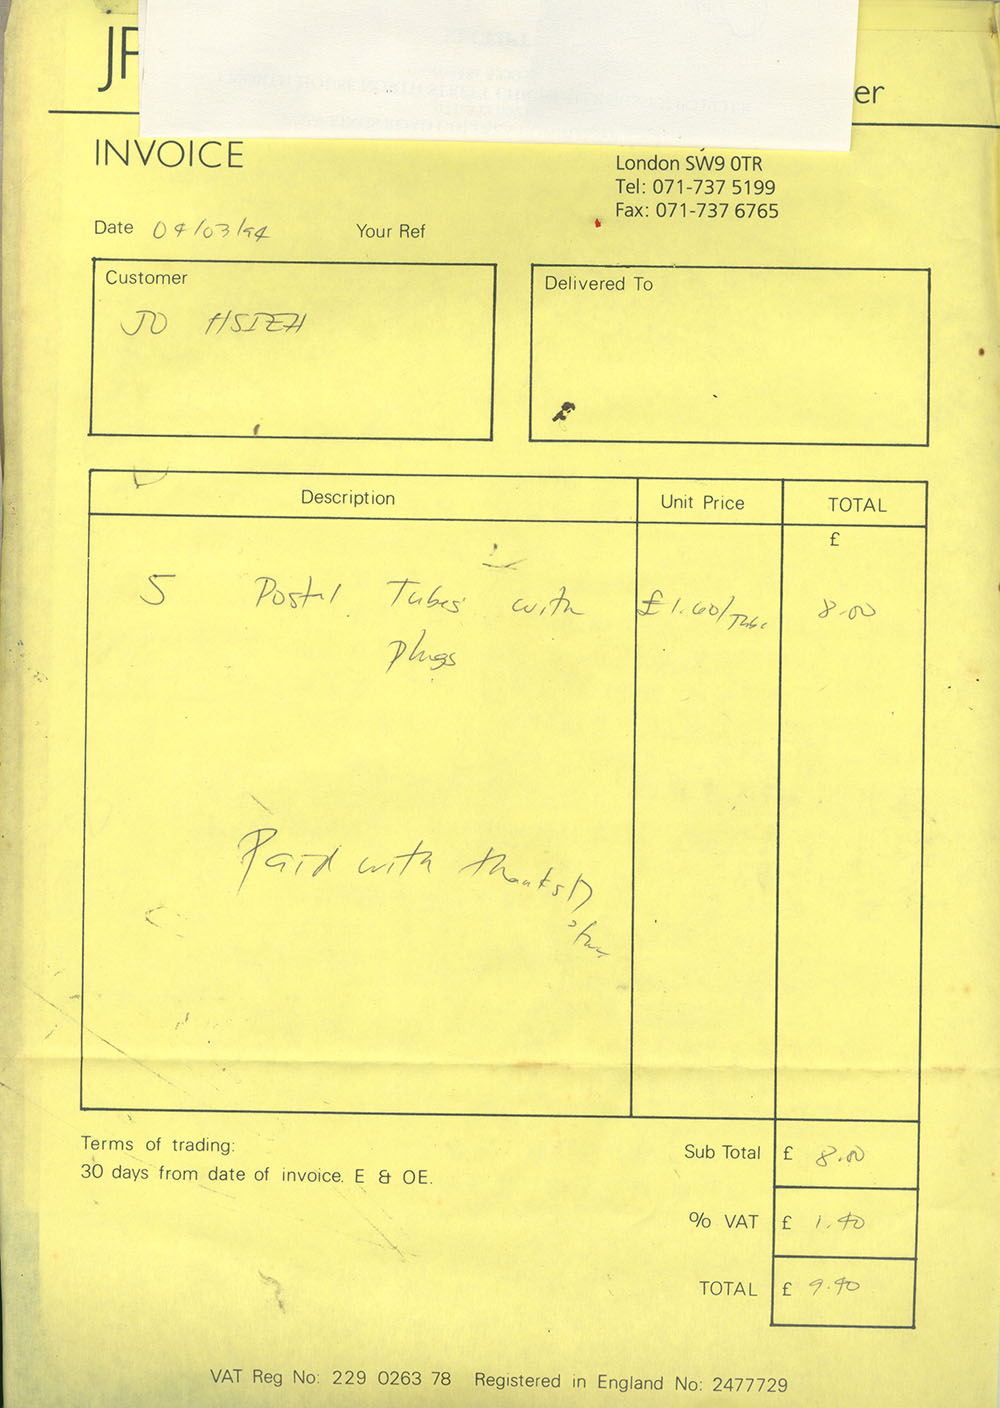 JF
er
INVOICE
London SW9 0TR
Tel: 071-737 5199
Fax: 071-737 6765
Date 04/03/94 Your Ref
Customer
JO HSIEH
Delivered To
Description Unit Price TOTAL
£
5 Postal Tubes with £1.60/Tube 8.00
plugs
Paid with thanks
Terms of trading:
30 days from date of invoice. E & OE.
Sub Total £ 8.00
% VAT £ 1.40
TOTAL £ 9.40
VAT Reg No: 229 0263 78 Registered in England No: 2477729